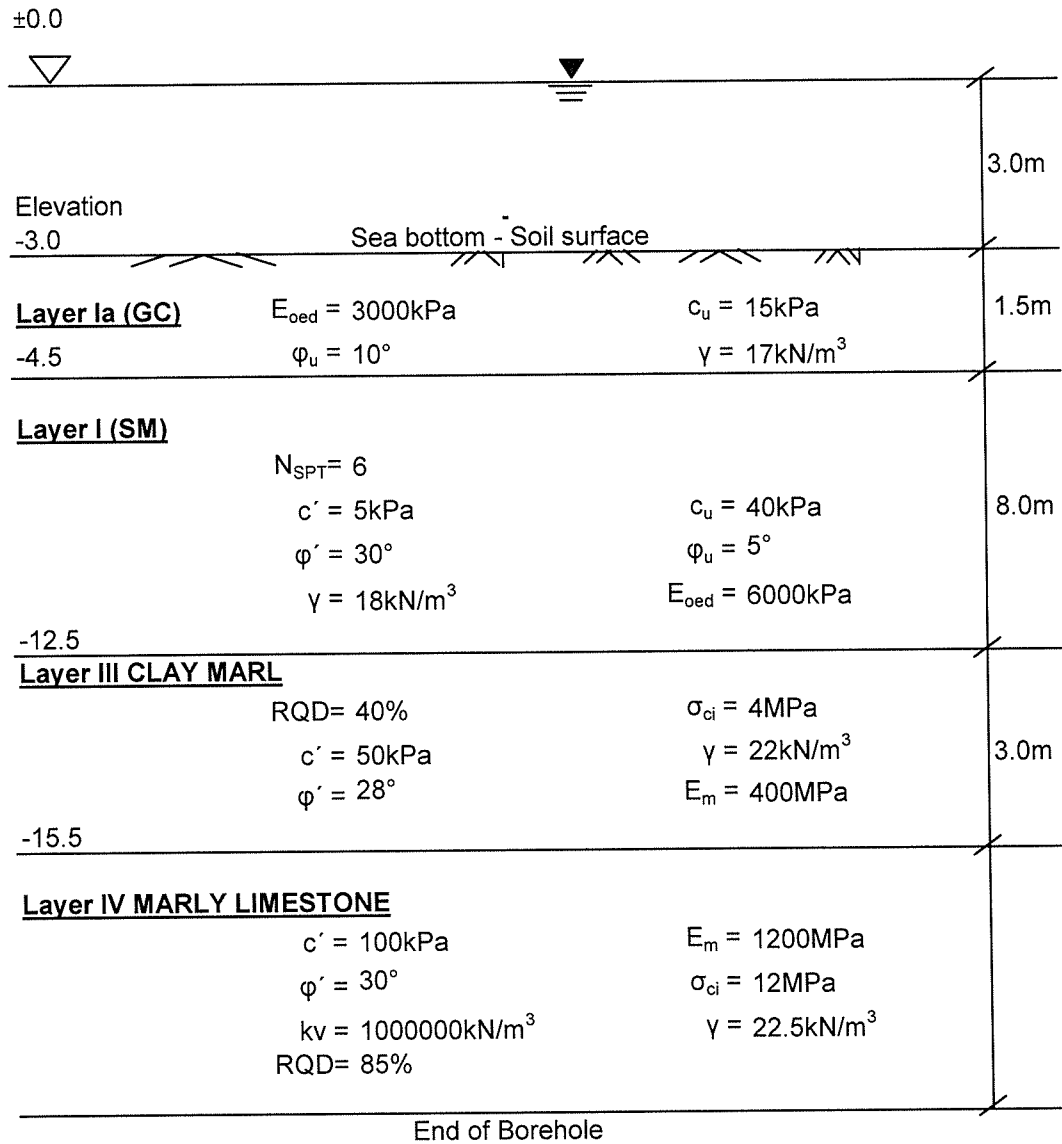 ±0.0
3.0m
Elevation
-3.0
Sea bottom - Soil surface
Layer Ia (GC)
E_oed = 3000kPa
c_u = 15kPa
1.5m
-4.5
φ_u = 10°
γ = 17kN/m³
Layer I (SM)
N_SPT= 6
c´ = 5kPa
c_u = 40kPa
8.0m
φ´ = 30°
φ_u = 5°
γ = 18kN/m³
E_oed = 6000kPa
-12.5
Layer III CLAY MARL
RQD= 40%
σ_ci = 4MPa
c´ = 50kPa
γ = 22kN/m³
3.0m
φ´ = 28°
E_m = 400MPa
-15.5
Layer IV MARLY LIMESTONE
c´ = 100kPa
E_m = 1200MPa
φ´ = 30°
σ_ci = 12MPa
kv = 1000000kN/m³
γ = 22.5kN/m³
RQD= 85%
End of Borehole